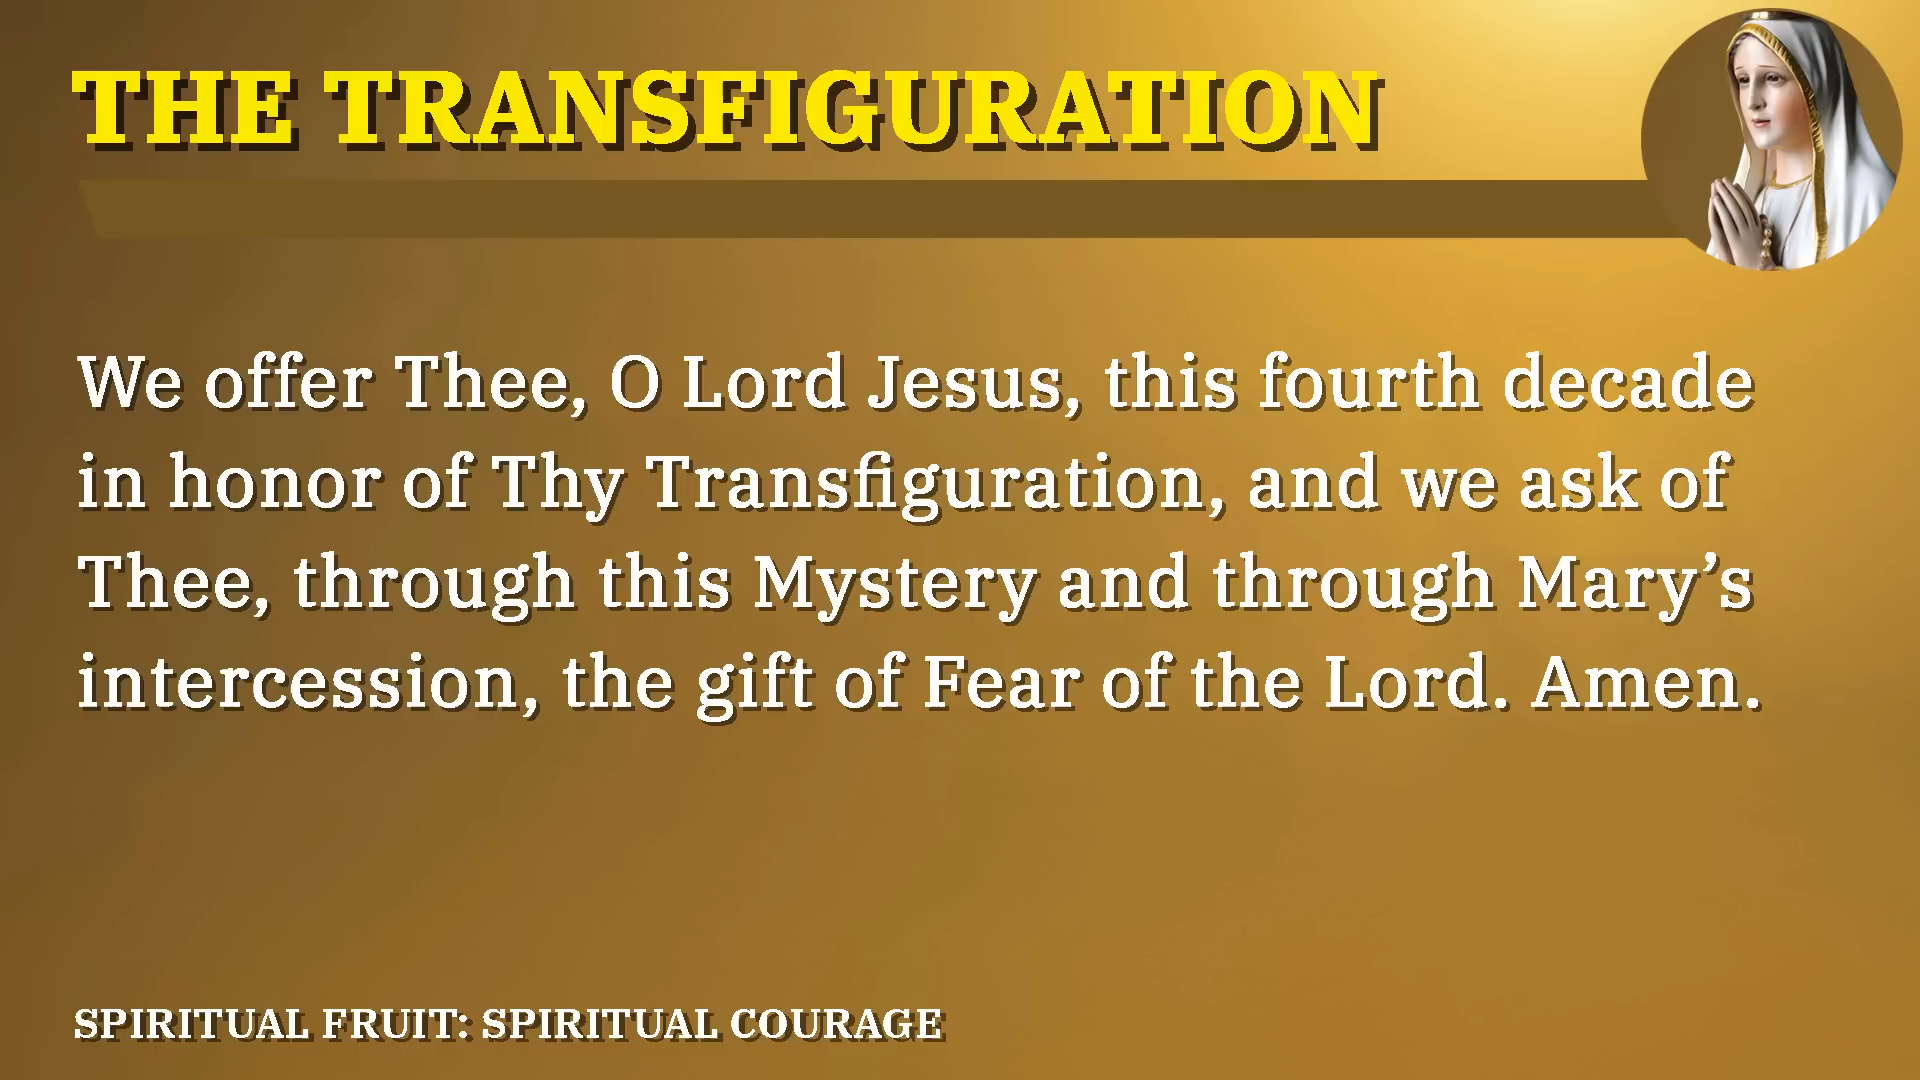 THE TRANSFIGURATION
We offer Thee, O Lord Jesus, this fourth decade
in honor of Thy Transfiguration, and we ask of
Thee, through this Mystery and through Mary’s
intercession, the gift of Fear of the Lord. Amen.
SPIRITUAL FRUIT: SPIRITUAL COURAGE